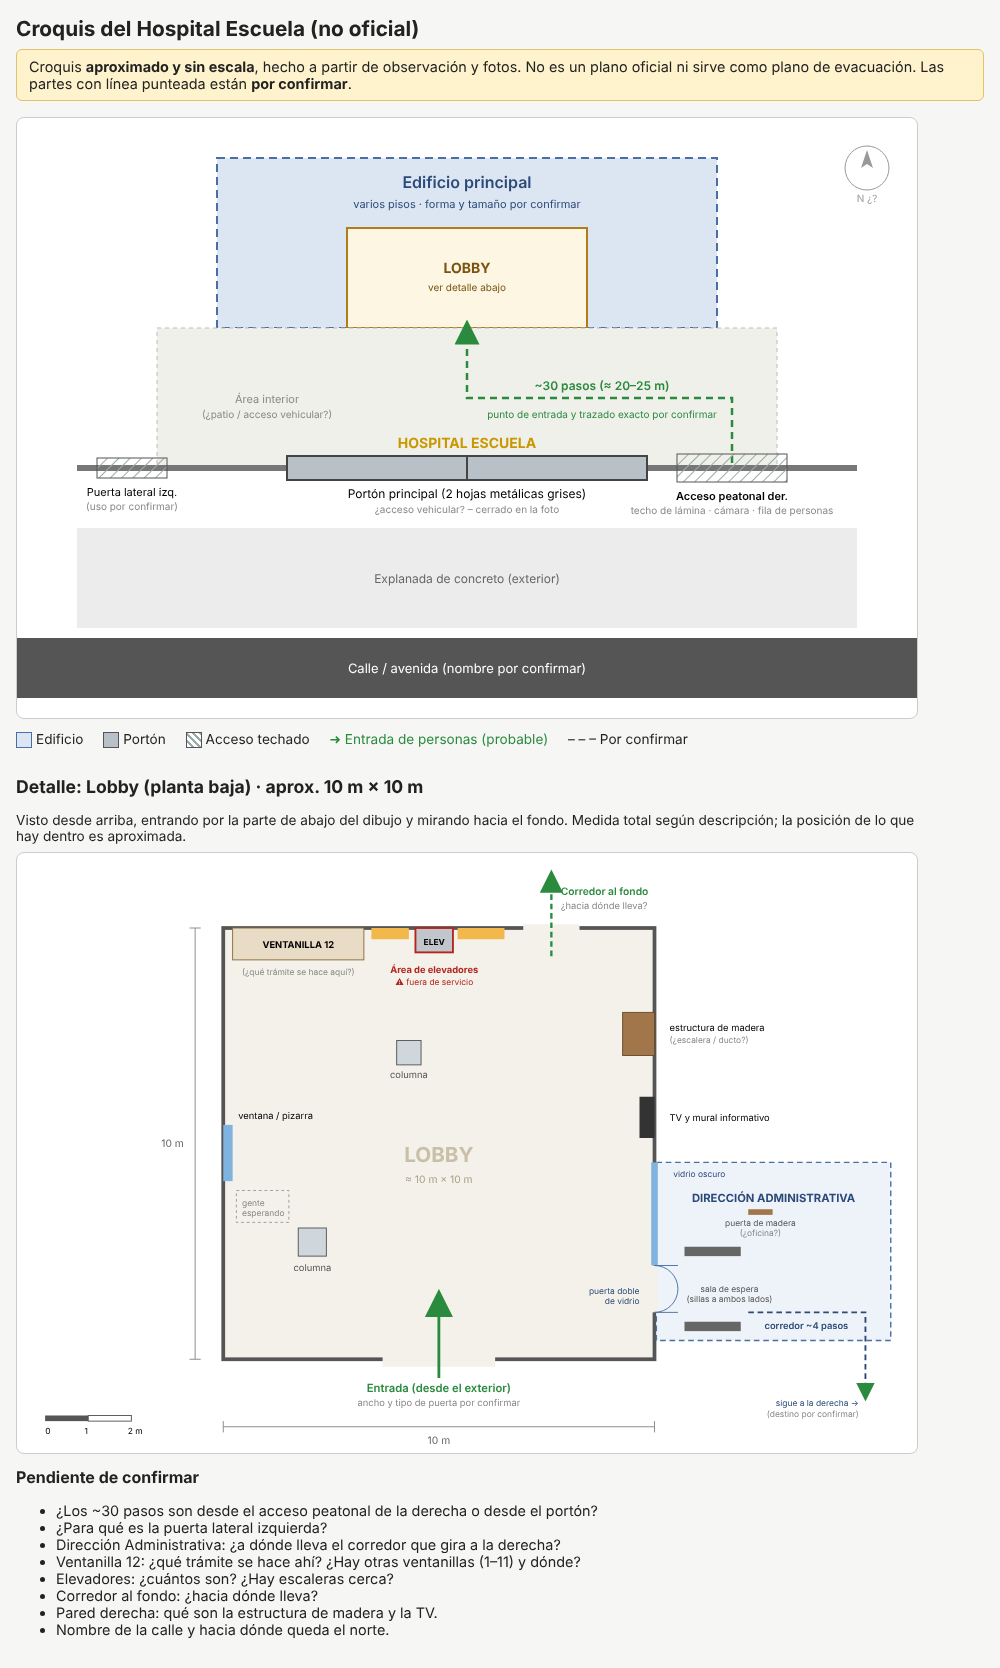 Croquis del Hospital Escuela (no oficial)
Croquis aproximado y sin escala, hecho a partir de observación y fotos. No es un plano oficial ni sirve como plano de evacuación. Las
partes con línea punteada están por confirmar.
N ¿?
Edificio principal
varios pisos · forma y tamaño por confirmar
LOBBY
ver detalle abajo
~30 pasos (≈ 20–25 m)
punto de entrada y trazado exacto por confirmar
Área interior
(¿patio / acceso vehicular?)
HOSPITAL ESCUELA
Puerta lateral izq.
(uso por confirmar)
Portón principal (2 hojas metálicas grises)
¿acceso vehicular? – cerrado en la foto
Acceso peatonal der.
techo de lámina · cámara · fila de personas
Explanada de concreto (exterior)
Calle / avenida (nombre por confirmar)
Edificio Portón Acceso techado ➔ Entrada de personas (probable) – – – Por confirmar
Detalle: Lobby (planta baja) · aprox. 10 m × 10 m
Visto desde arriba, entrando por la parte de abajo del dibujo y mirando hacia el fondo. Medida total según descripción; la posición de lo que
hay dentro es aproximada.
Corredor al fondo
¿hacia dónde lleva?
VENTANILLA 12
(¿qué trámite se hace aquí?)
ELEV
Área de elevadores
⚠ fuera de servicio
estructura de madera
(¿escalera / ducto?)
columna
ventana / pizarra
TV y mural informativo
10 m
LOBBY
≈ 10 m × 10 m
vidrio oscuro
DIRECCIÓN ADMINISTRATIVA
puerta de madera
(¿oficina?)
gente
esperando
columna
puerta doble
de vidrio
sala de espera
(sillas a ambos lados)
corredor ~4 pasos
Entrada (desde el exterior)
ancho y tipo de puerta por confirmar
sigue a la derecha →
(destino por confirmar)
0 1 2 m
10 m
Pendiente de confirmar
• ¿Los ~30 pasos son desde el acceso peatonal de la derecha o desde el portón?
• ¿Para qué es la puerta lateral izquierda?
• Dirección Administrativa: ¿a dónde lleva el corredor que gira a la derecha?
• Ventanilla 12: ¿qué trámite se hace ahí? ¿Hay otras ventanillas (1–11) y dónde?
• Elevadores: ¿cuántos son? ¿Hay escaleras cerca?
• Corredor al fondo: ¿hacia dónde lleva?
• Pared derecha: qué son la estructura de madera y la TV.
• Nombre de la calle y hacia dónde queda el norte.